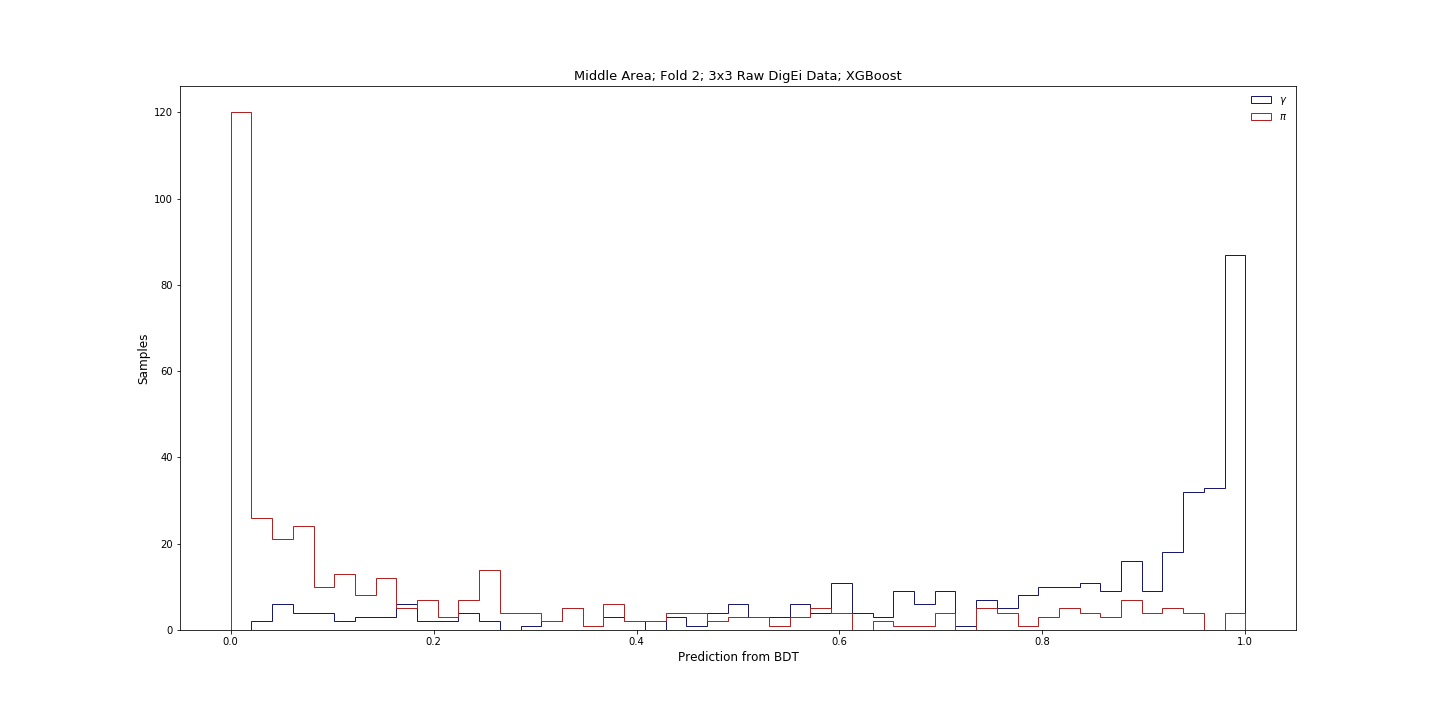 Middle Area; Fold 2; 3x3 Raw DigEi Data; XGBoost
γ
π
120
100
80
60
40
20
0
Samples
0.0 0.2 0.4 0.6 0.8 1.0
Prediction from BDT